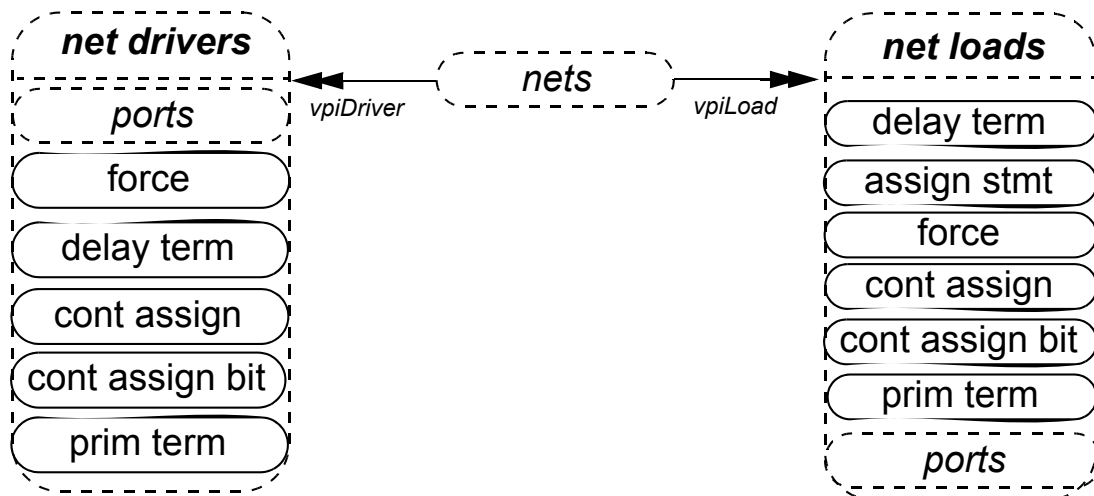 net drivers
ports
force
delay term
cont assign
cont assign bit
prim term
nets
vpiDriver
vpiLoad
net loads
delay term
assign stmt
force
cont assign
cont assign bit
prim term
ports